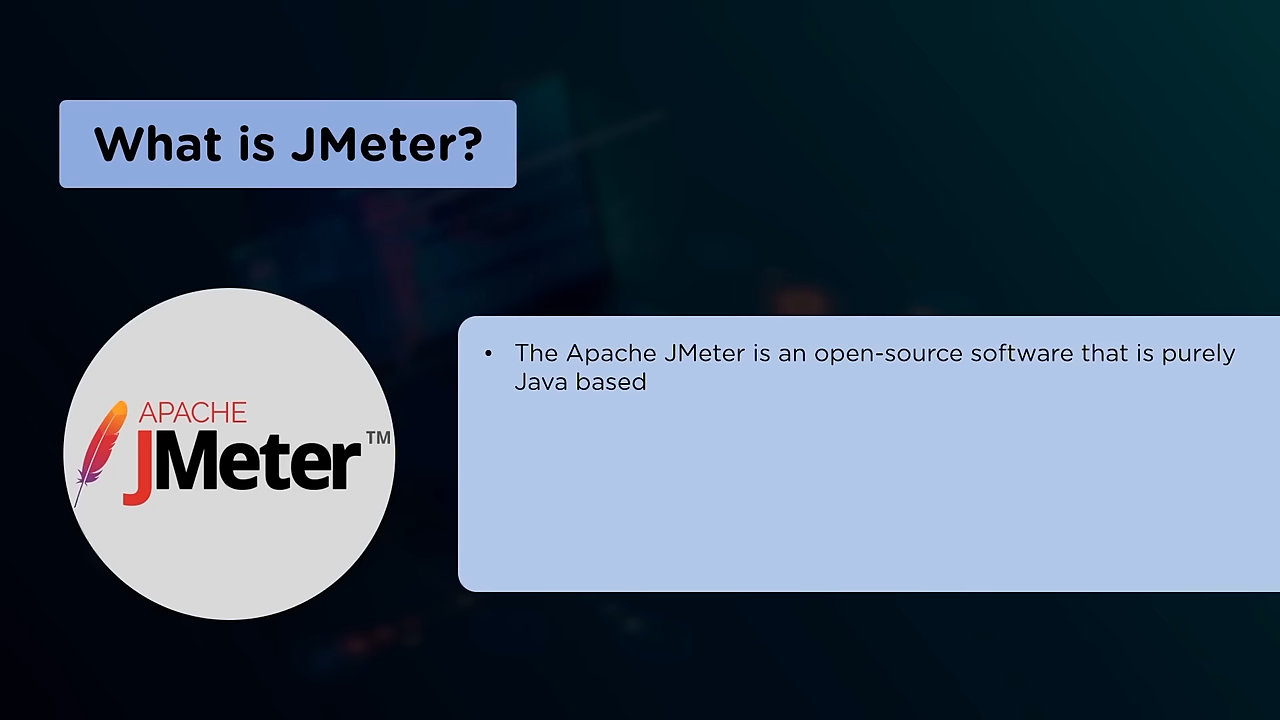 What is JMeter?
APACHE
JMeter™
• The Apache JMeter is an open-source software that is purely
Java based